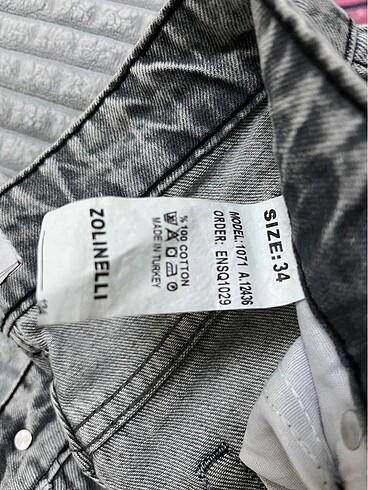 SIZE:34
MODEL:1071 A.12436
ORDER: ENSQ1029
% 100 COTTON
MADE IN TURKEY
ZOLINELLI
34